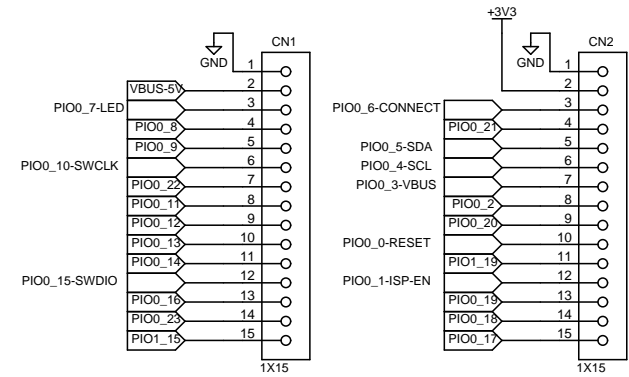 +3V3
CN1
CN2
GND
GND
1
VBUS-5V 2
PIO0_7-LED 3
PIO0_8 4
PIO0_9 5
PIO0_10-SWCLK 6
PIO0_22 7
PIO0_11 8
PIO0_12 9
PIO0_13 10
PIO0_14 11
PIO0_15-SWDIO 12
PIO0_16 13
PIO0_23 14
PIO1_15 15
1X15
1
2
PIO0_6-CONNECT 3
PIO0_21 4
PIO0_5-SDA 5
PIO0_4-SCL 6
PIO0_3-VBUS 7
PIO0_2 8
PIO0_20 9
PIO0_0-RESET 10
PIO1_19 11
PIO0_1-ISP-EN 12
PIO0_19 13
PIO0_18 14
PIO0_17 15
1X15